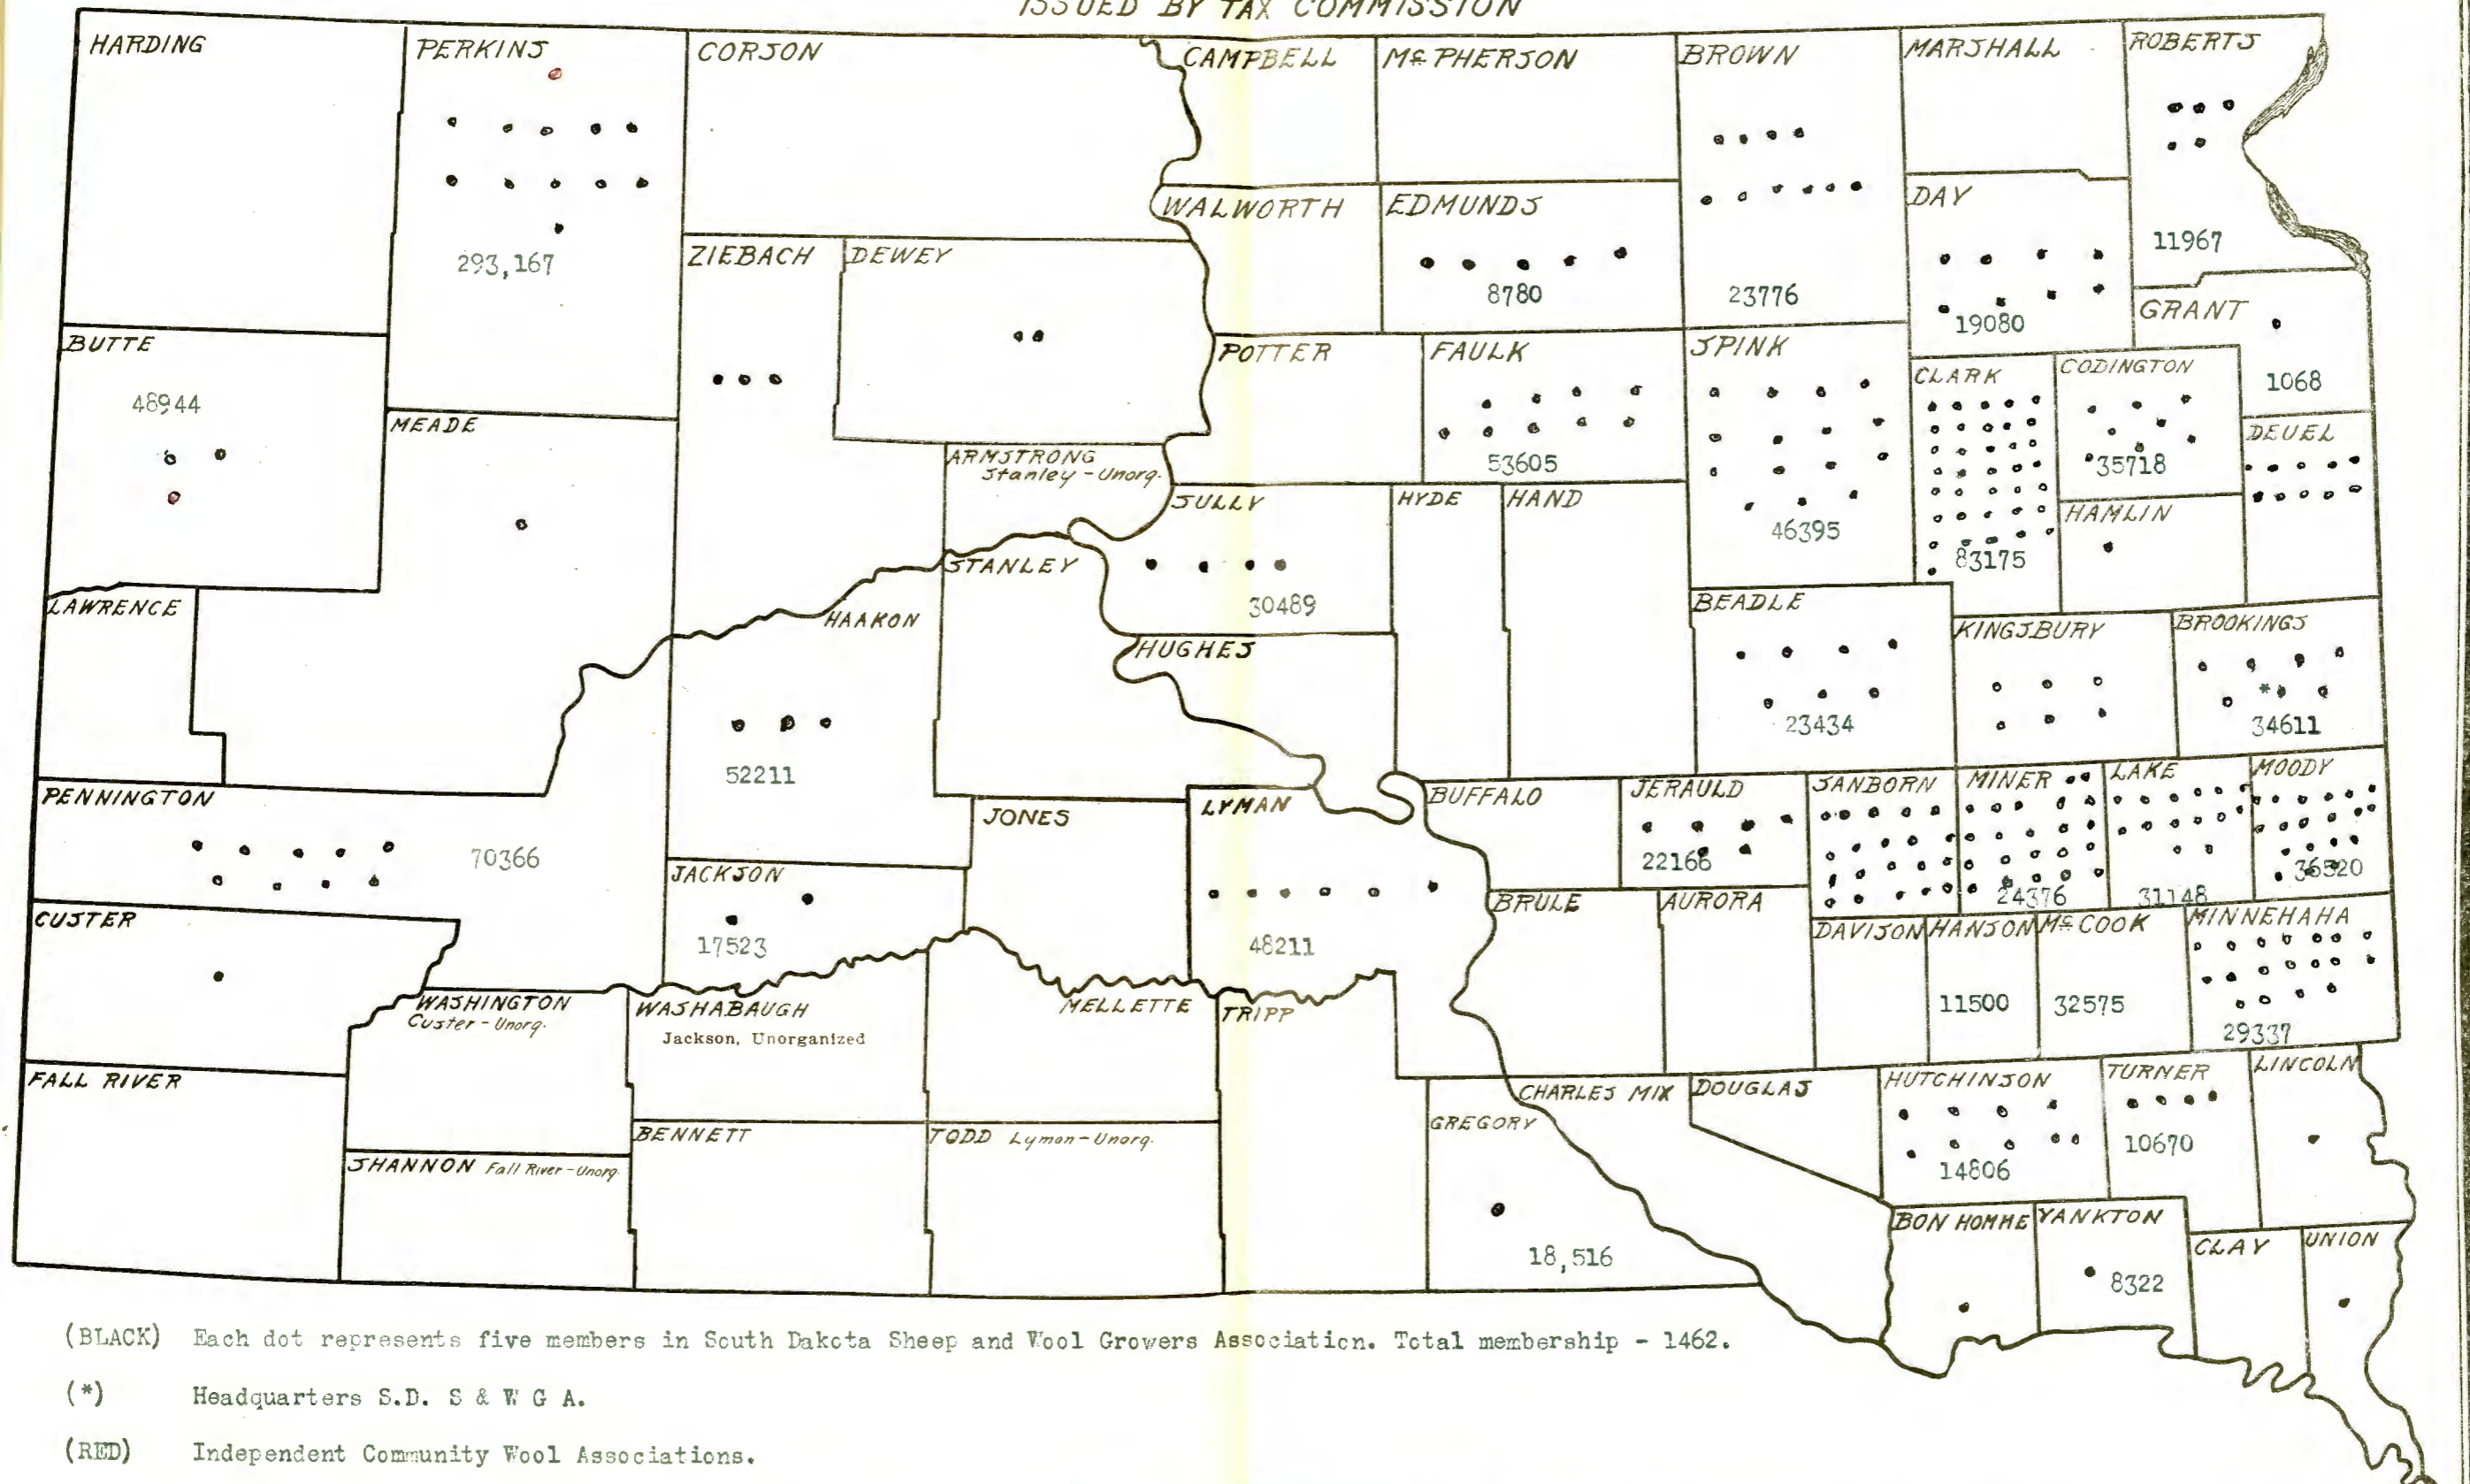 ISSUED BY TAX COMMISSION
HARDING
PERKINS
293,167
CORSON
CAMPBELL
McPHERSON
BROWN
23776
MARSHALL
ROBERTS
11967
WALWORTH
EDMUNDS
8780
DAY
19080
ZIEBACH
DEWEY
GRANT
1068
BUTTE
48944
POTTER
FAULK
53605
SPINK
46395
CLARK
83175
CODINGTON
35718
MEADE
DEUEL
ARMSTRONG
Stanley - Unorg.
SULLY
30489
HYDE
HAND
HAMLIN
STANLEY
LAWRENCE
HAAKON
52211
HUGHES
BEADLE
23434
KINGSBURY
BROOKINGS
*
34611
PENNINGTON
70366
JONES
LYMAN
48211
BUFFALO
JERAULD
22166
SANBORN
MINER
24376
LAKE
31148
MOODY
36520
JACKSON
17523
CUSTER
BRULE
AURORA
DAVISON
HANSON
11500
McCOOK
32575
MINNEHAHA
29337
WASHINGTON
Custer - Unorg.
WASHABAUGH
Jackson, Unorganized
MELLETTE
TRIPP
FALL RIVER
CHARLES MIX
DOUGLAS
HUTCHINSON
14806
TURNER
10670
LINCOLN
SHANNON Fall River - Unorg.
BENNETT
TODD Lyman - Unorg.
GREGORY
18,516
BON HOMME
YANKTON
8322
CLAY
UNION
(BLACK) Each dot represents five members in South Dakota Sheep and Wool Growers Association. Total membership - 1462.
(*) Headquarters S.D. S & W G A.
(RED) Independent Community Wool Associations.